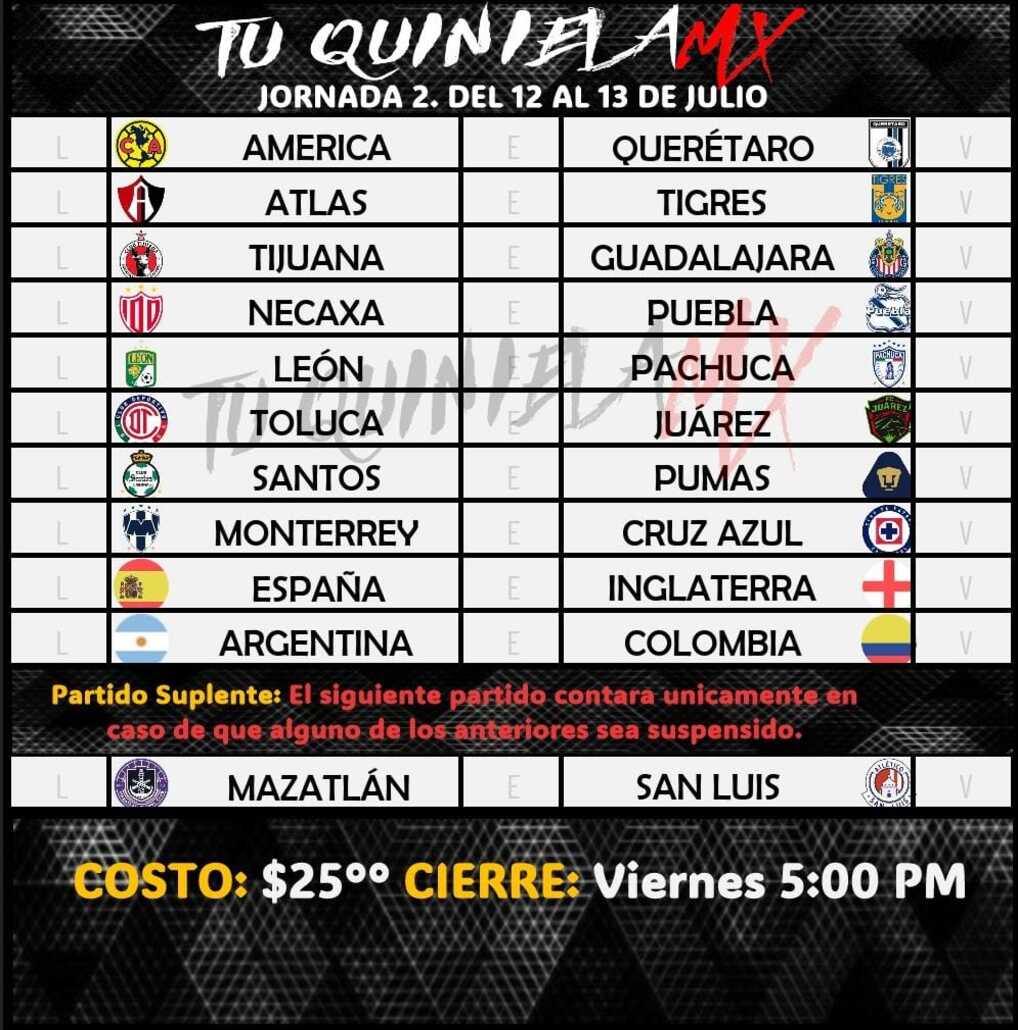 TU QUINIELAMX
JORNADA 2. DEL 12 AL 13 DE JULIO
L AMERICA E QUERÉTARO V
L ATLAS E TIGRES V
L TIJUANA E GUADALAJARA V
L NECAXA E PUEBLA V
L LEÓN E PACHUCA V
L TOLUCA E JUÁREZ V
L SANTOS E PUMAS V
L MONTERREY E CRUZ AZUL V
L ESPAÑA E INGLATERRA V
L ARGENTINA E COLOMBIA V
TU QUINIELAMX
Partido Suplente: El siguiente partido contara unicamente en
caso de que alguno de los anteriores sea suspendido.
L MAZATLÁN E SAN LUIS V
COSTO: $25°° CIERRE: Viernes 5:00 PM